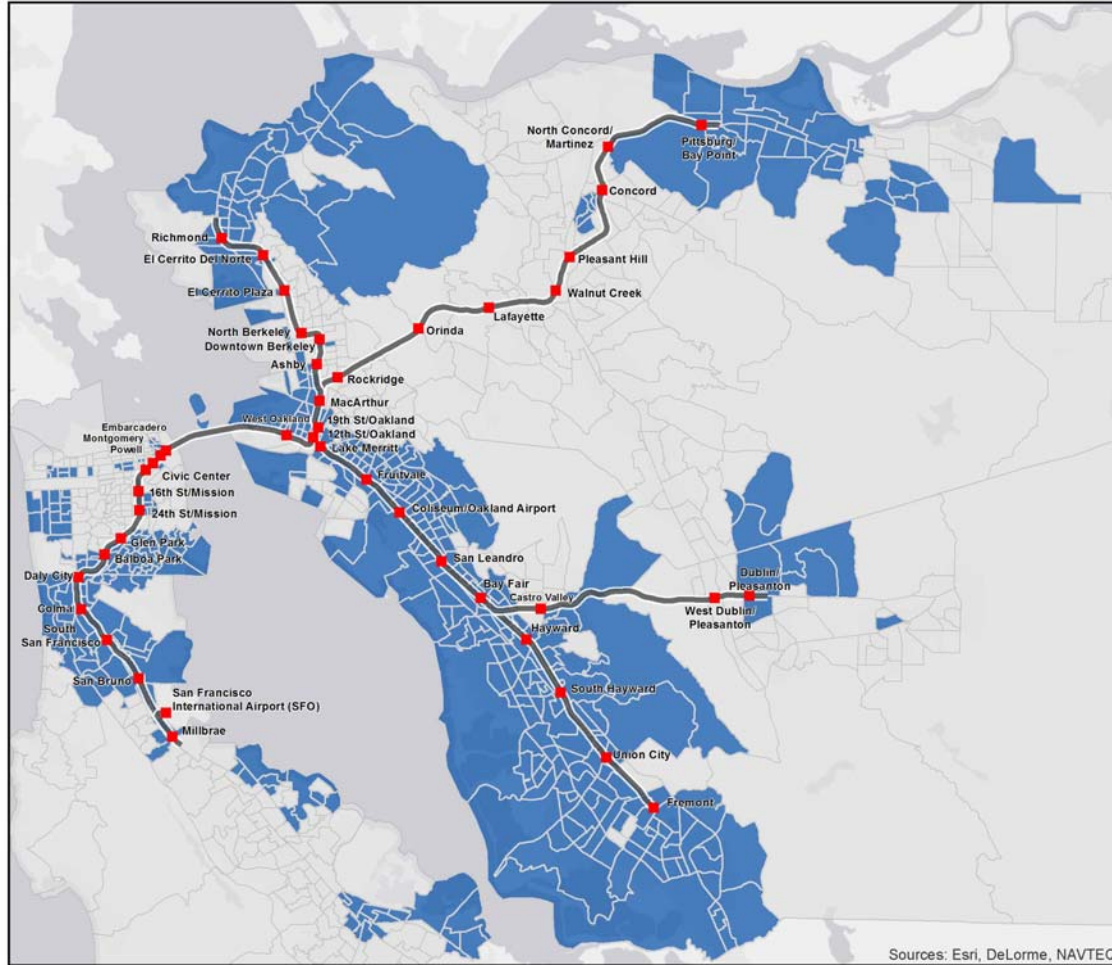 North Concord/
Martinez
Pittsburg/
Bay Point
Concord
Richmond
El Cerrito Del Norte
Pleasant Hill
El Cerrito Plaza
Walnut Creek
Lafayette
North Berkeley
Orinda
Downtown Berkeley
Ashby
Rockridge
MacArthur
West Oakland
19th St/Oakland
12th St/Oakland
Lake Merritt
Embarcadero
Montgomery
Powell
Civic Center
Fruitvale
16th St/Mission
24th St/Mission
Coliseum/Oakland Airport
Glen Park
Balboa Park
San Leandro
Daly City
Bay Fair
Castro Valley
Dublin/
Pleasanton
West Dublin/
Pleasanton
Colma
South
San Francisco
Hayward
San Bruno
South Hayward
San Francisco
International Airport (SFO)
Millbrae
Union City
Fremont
Sources: Esri, DeLorme, NAVTEQ